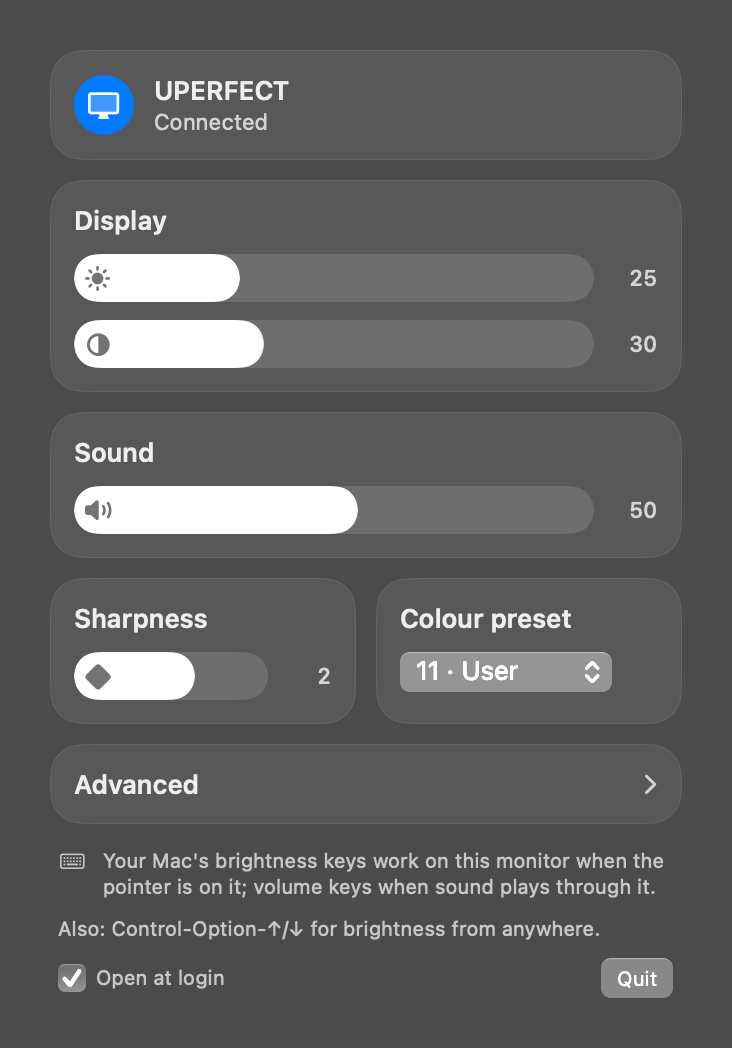 UPERFECT
Connected
Display
25
30
Sound
50
Sharpness
2
Colour preset
11 · User
Advanced
Your Mac's brightness keys work on this monitor when the
pointer is on it; volume keys when sound plays through it.
Also: Control-Option-↑/↓ for brightness from anywhere.
Open at login
Quit